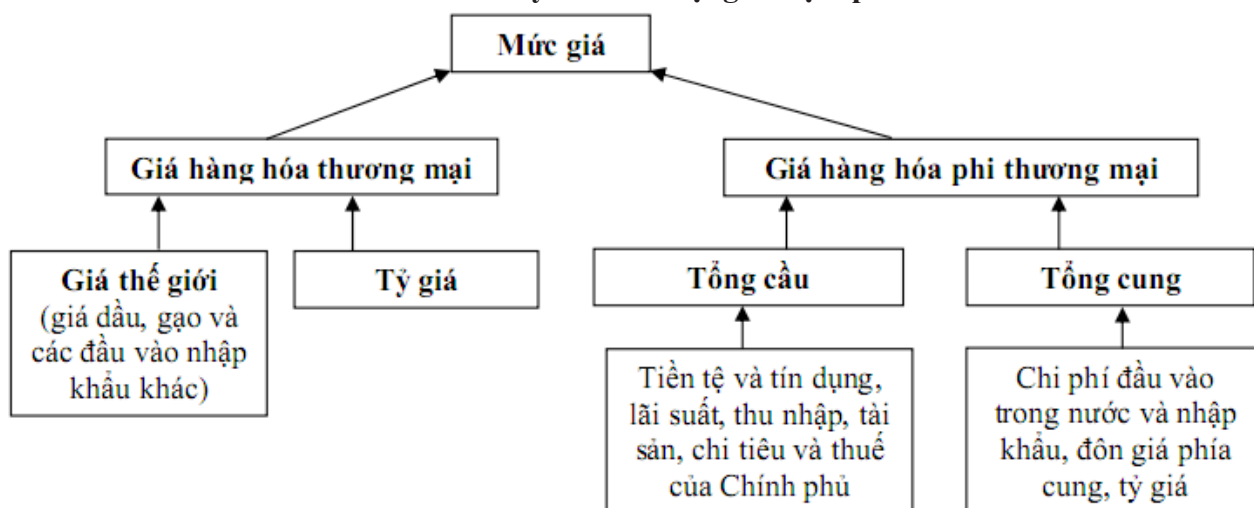 Mức giá
Giá hàng hóa thương mại
Giá hàng hóa phi thương mại
Giá thế giới
(giá dầu, gạo và
các đầu vào nhập
khẩu khác)
Tỷ giá
Tổng cầu
Tổng cung
Tiền tệ và tín dụng,
lãi suất, thu nhập, tài
sản, chi tiêu và thuế
của Chính phủ
Chi phí đầu vào
trong nước và nhập
khẩu, đôn giá phía
cung, tỷ giá